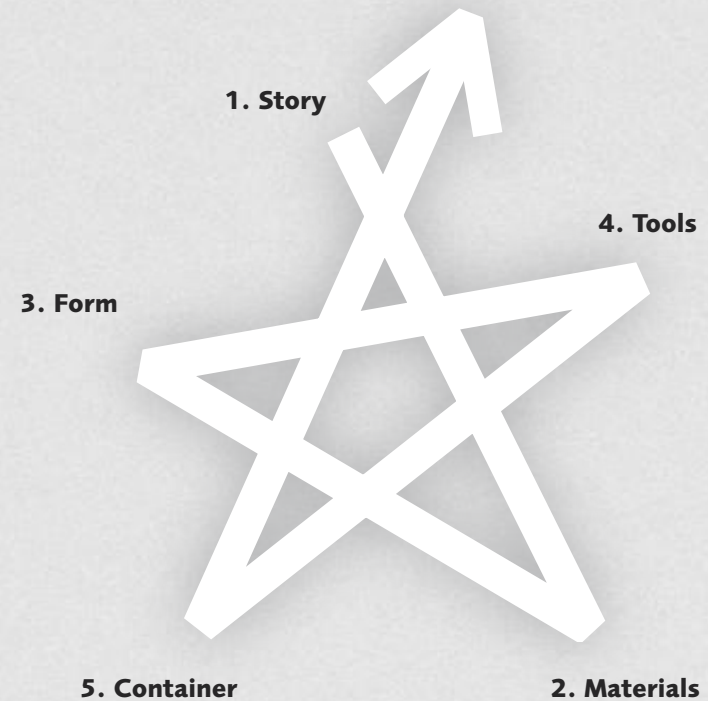 1. Story
4. Tools
3. Form
5. Container
2. Materials